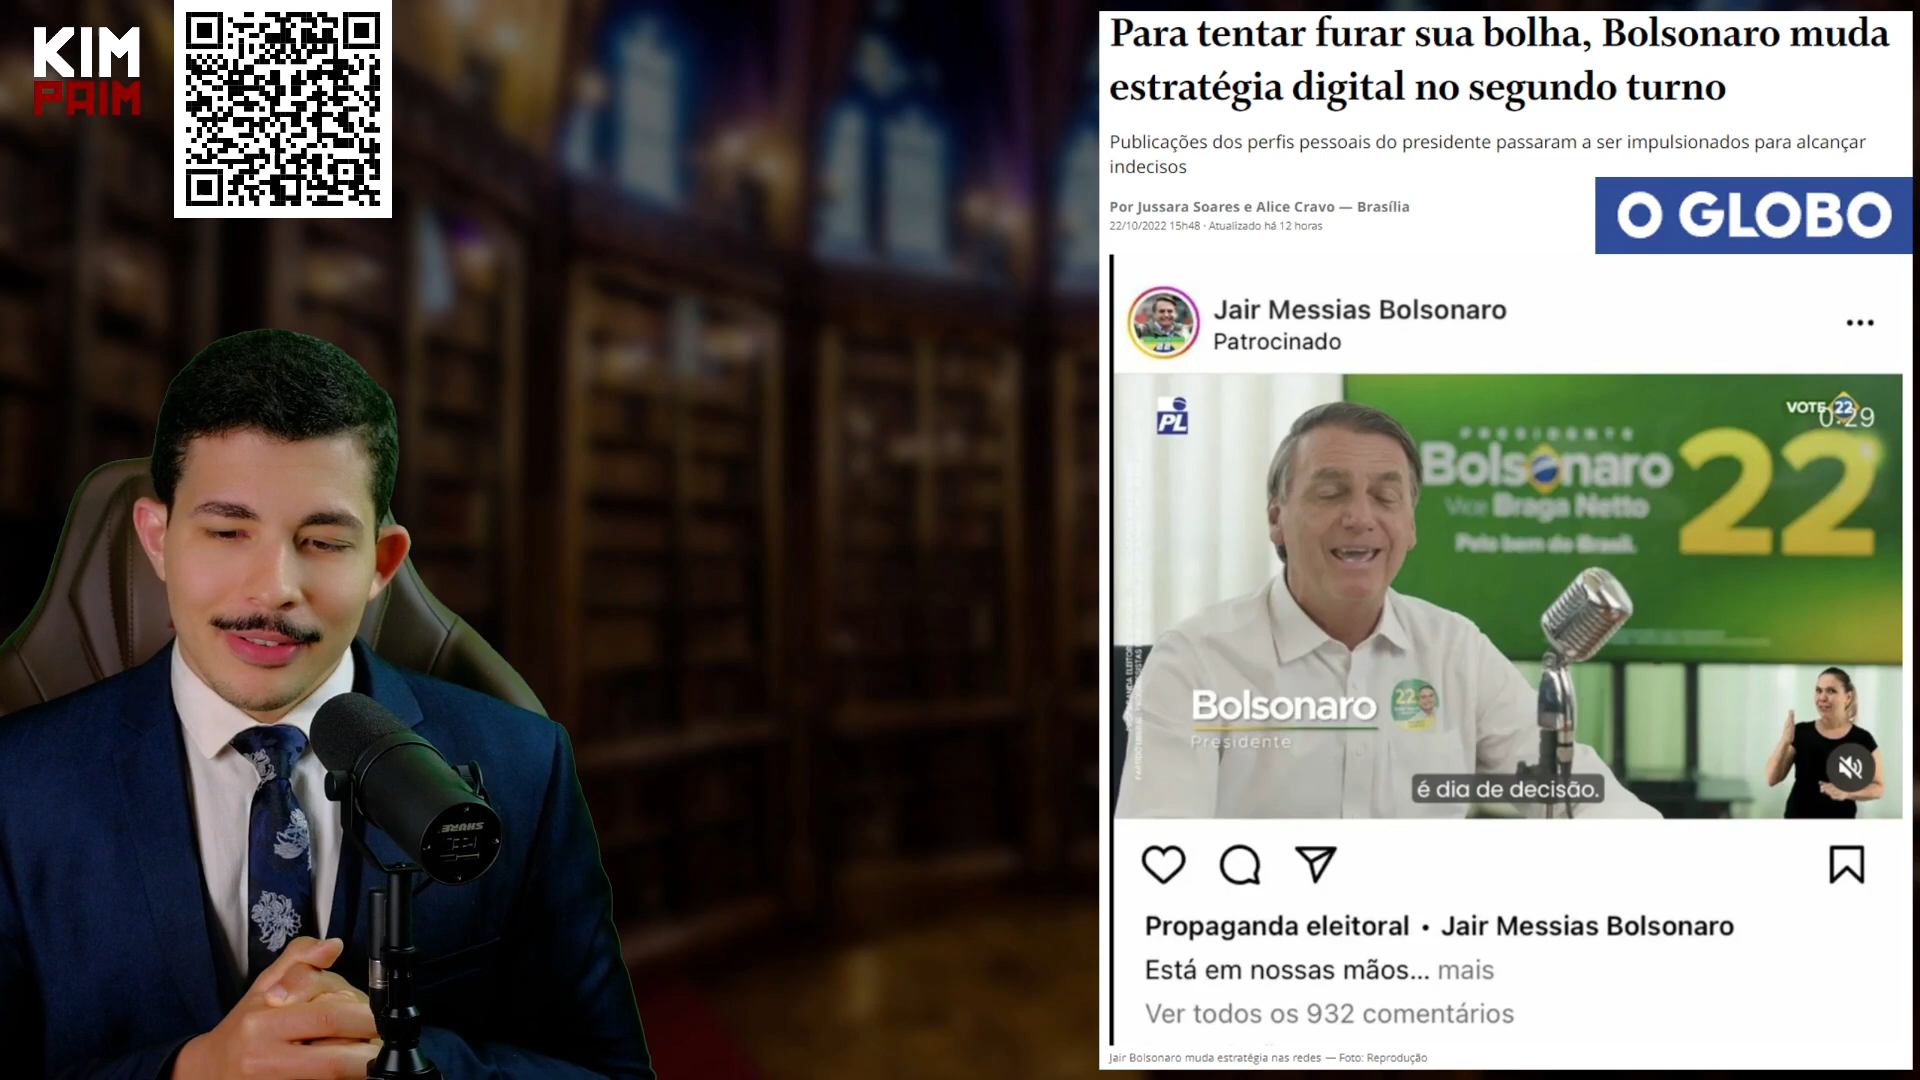 KIM
PAIM
Para tentar furar sua bolha, Bolsonaro muda
estratégia digital no segundo turno
Publicações dos perfis pessoais do presidente passaram a ser impulsionados para alcançar
indecisos
Por Jussara Soares e Alice Cravo — Brasília
22/10/2022 15h48 · Atualizado há 12 horas
O GLOBO
Jair Messias Bolsonaro
Patrocinado
PL
VOTE 22
0:29
PRESIDENTE
Bolsonaro
22
Vice Braga Netto
Pelo bem do Brasil.
22
Bolsonaro
Presidente
é dia de decisão.
SHURE
Propaganda eleitoral • Jair Messias Bolsonaro
Está em nossas mãos... mais
Ver todos os 932 comentários
Jair Bolsonaro muda estratégia nas redes — Foto: Reprodução